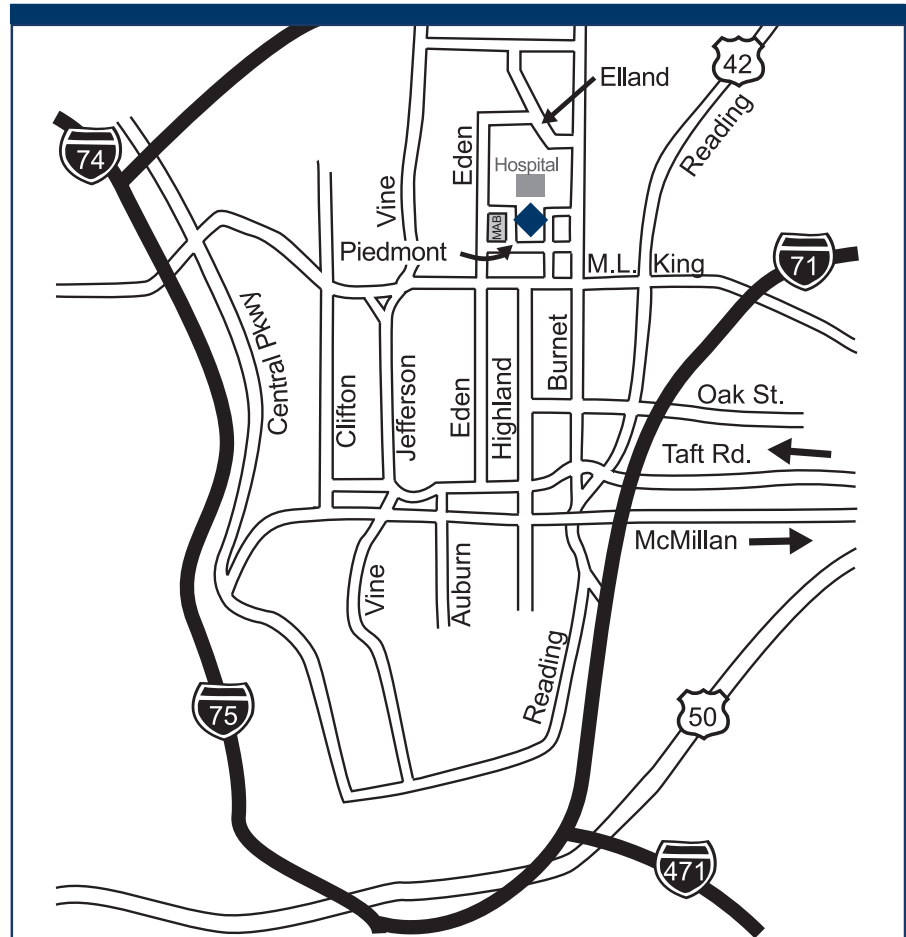 42
Elland
Reading
74
Eden
Hospital
Vine
MAB
Piedmont
M.L. King
71
Central Pkwy
Clifton
Jefferson
Eden
Highland
Burnet
Oak St.
Taft Rd.
McMillan
Vine
Auburn
Reading
75
50
471